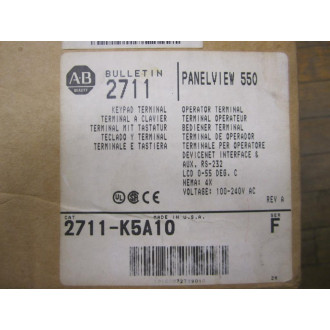 A-B
QUALITY
BULLETIN
2711
PANELVIEW 550
KEYPAD TERMINAL
TERMINAL A CLAVIER
TERMINAL MIT TASTATUR
TECLADO Y TERMINAL
TERMINALE E TASTIERA
OPERATOR TERMINAL
TERMINAL OPERATEUR
BEDIENER TERMINAL
TERMINAL DE OPERADOR
TERMINALE PER OPERATORE
DEVICENET INTERFACE &
AUX. RS-232
LCD 0-55 DEG. C
NEMA: 4X
VOLTAGE: 100-240V AC
REV A
UL
CAT
MADE IN U.S.A.
SER
2711-K5A10
F